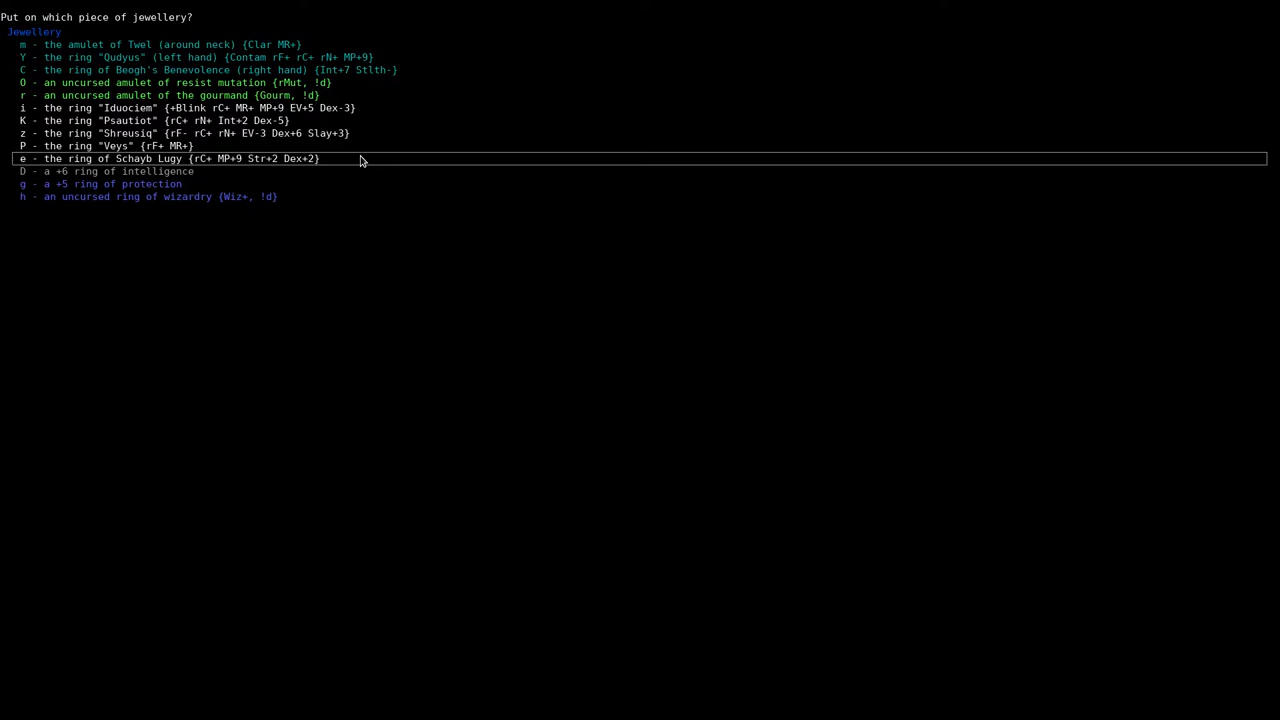 Put on which piece of jewellery?
Jewellery
m - the amulet of Twel (around neck) {Clar MR+}
Y - the ring "Qudyus" (left hand) {Contam rF+ rC+ rN+ MP+9}
C - the ring of Beogh's Benevolence (right hand) {Int+7 Stlth-}
O - an uncursed amulet of resist mutation {rMut, !d}
r - an uncursed amulet of the gourmand {Gourm, !d}
i - the ring "Iduociem" {+Blink rC+ MR+ MP+9 EV+5 Dex-3}
K - the ring "Psautiot" {rC+ rN+ Int+2 Dex-5}
z - the ring "Shreusiq" {rF- rC+ rN+ EV-3 Dex+6 Slay+3}
P - the ring "Veys" {rF+ MR+}
e - the ring of Schayb Lugy {rC+ MP+9 Str+2 Dex+2}
D - a +6 ring of intelligence
g - a +5 ring of protection
h - an uncursed ring of wizardry {Wiz+, !d}